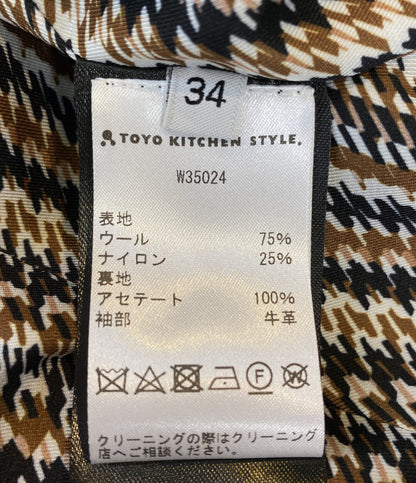 34
TOYO KITCHEN STYLE.
W35024
表地
ウール 75%
ナイロン 25%
裏地
アセテート 100%
袖部 牛革
F W
クリーニングの際はクリーニング
店へご相談ください。